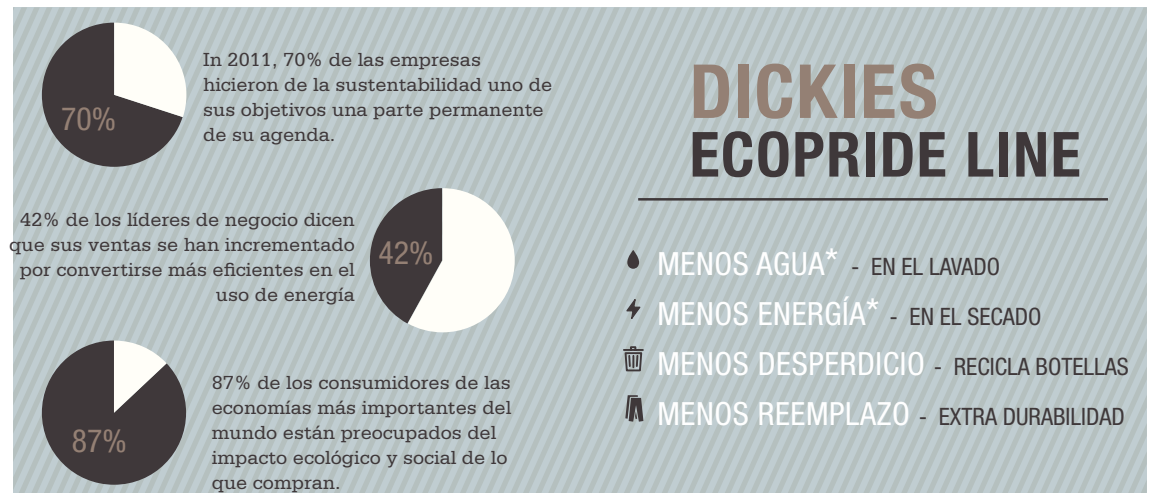 70%
In 2011, 70% de las empresas
hicieron de la sustentabilidad uno de
sus objetivos una parte permanente
de su agenda.
42% de los líderes de negocio dicen
que sus ventas se han incrementado
por convertirse más eficientes en el
uso de energía
42%
87%
87% de los consumidores de las
economías más importantes del
mundo están preocupados del
impacto ecológico y social de lo
que compran.
DICKIES
ECOPRIDE LINE
MENOS AGUA* - EN EL LAVADO
MENOS ENERGÍA* - EN EL SECADO
MENOS DESPERDICIO - RECICLA BOTELLAS
MENOS REEMPLAZO - EXTRA DURABILIDAD